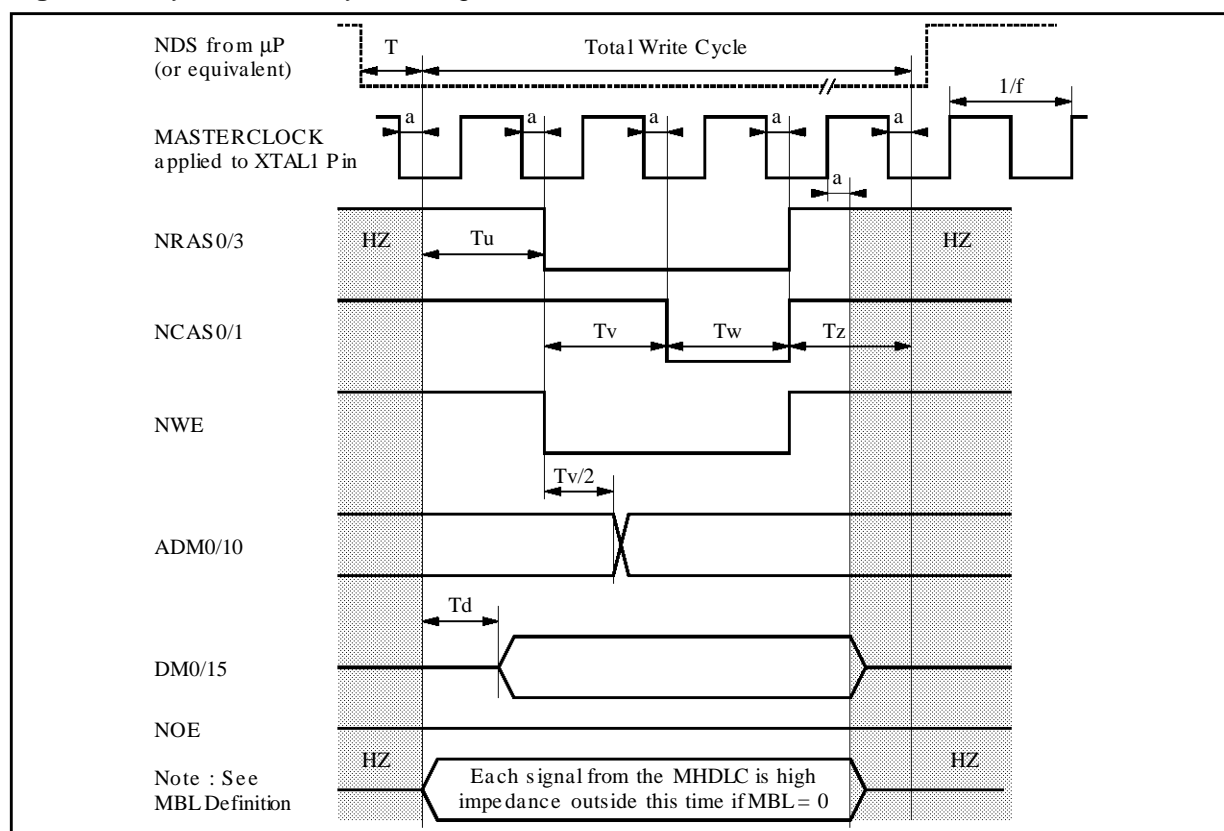 NDS from µP
(or equivalent)
T
Total Write Cycle
1/f
MASTERCLOCK
applied to XTAL1 Pin
a
a
a
a
a
a
NRAS0/3
HZ
Tu
HZ
NCAS0/1
Tv
Tw
Tz
NWE
Tv/2
ADM0/10
Td
DM0/15
NOE
HZ
HZ
Note : See
MBL Definition
Each signal from the MHDLC is high
impedance outside this time if MBL = 0